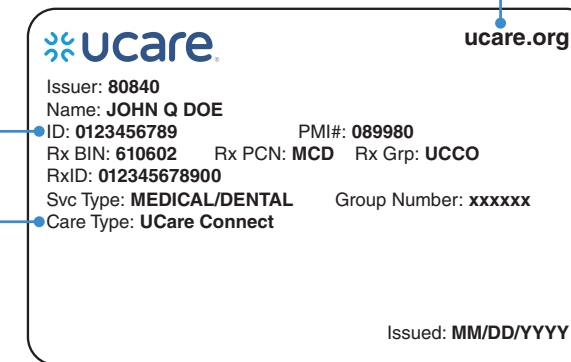 ucare.
ucare.org
Issuer: 80840
Name: JOHN Q DOE
ID: 0123456789 PMI#: 089980
Rx BIN: 610602 Rx PCN: MCD Rx Grp: UCCO
RxID: 012345678900
Svc Type: MEDICAL/DENTAL Group Number: xxxxxx
Care Type: UCare Connect
Issued: MM/DD/YYYY